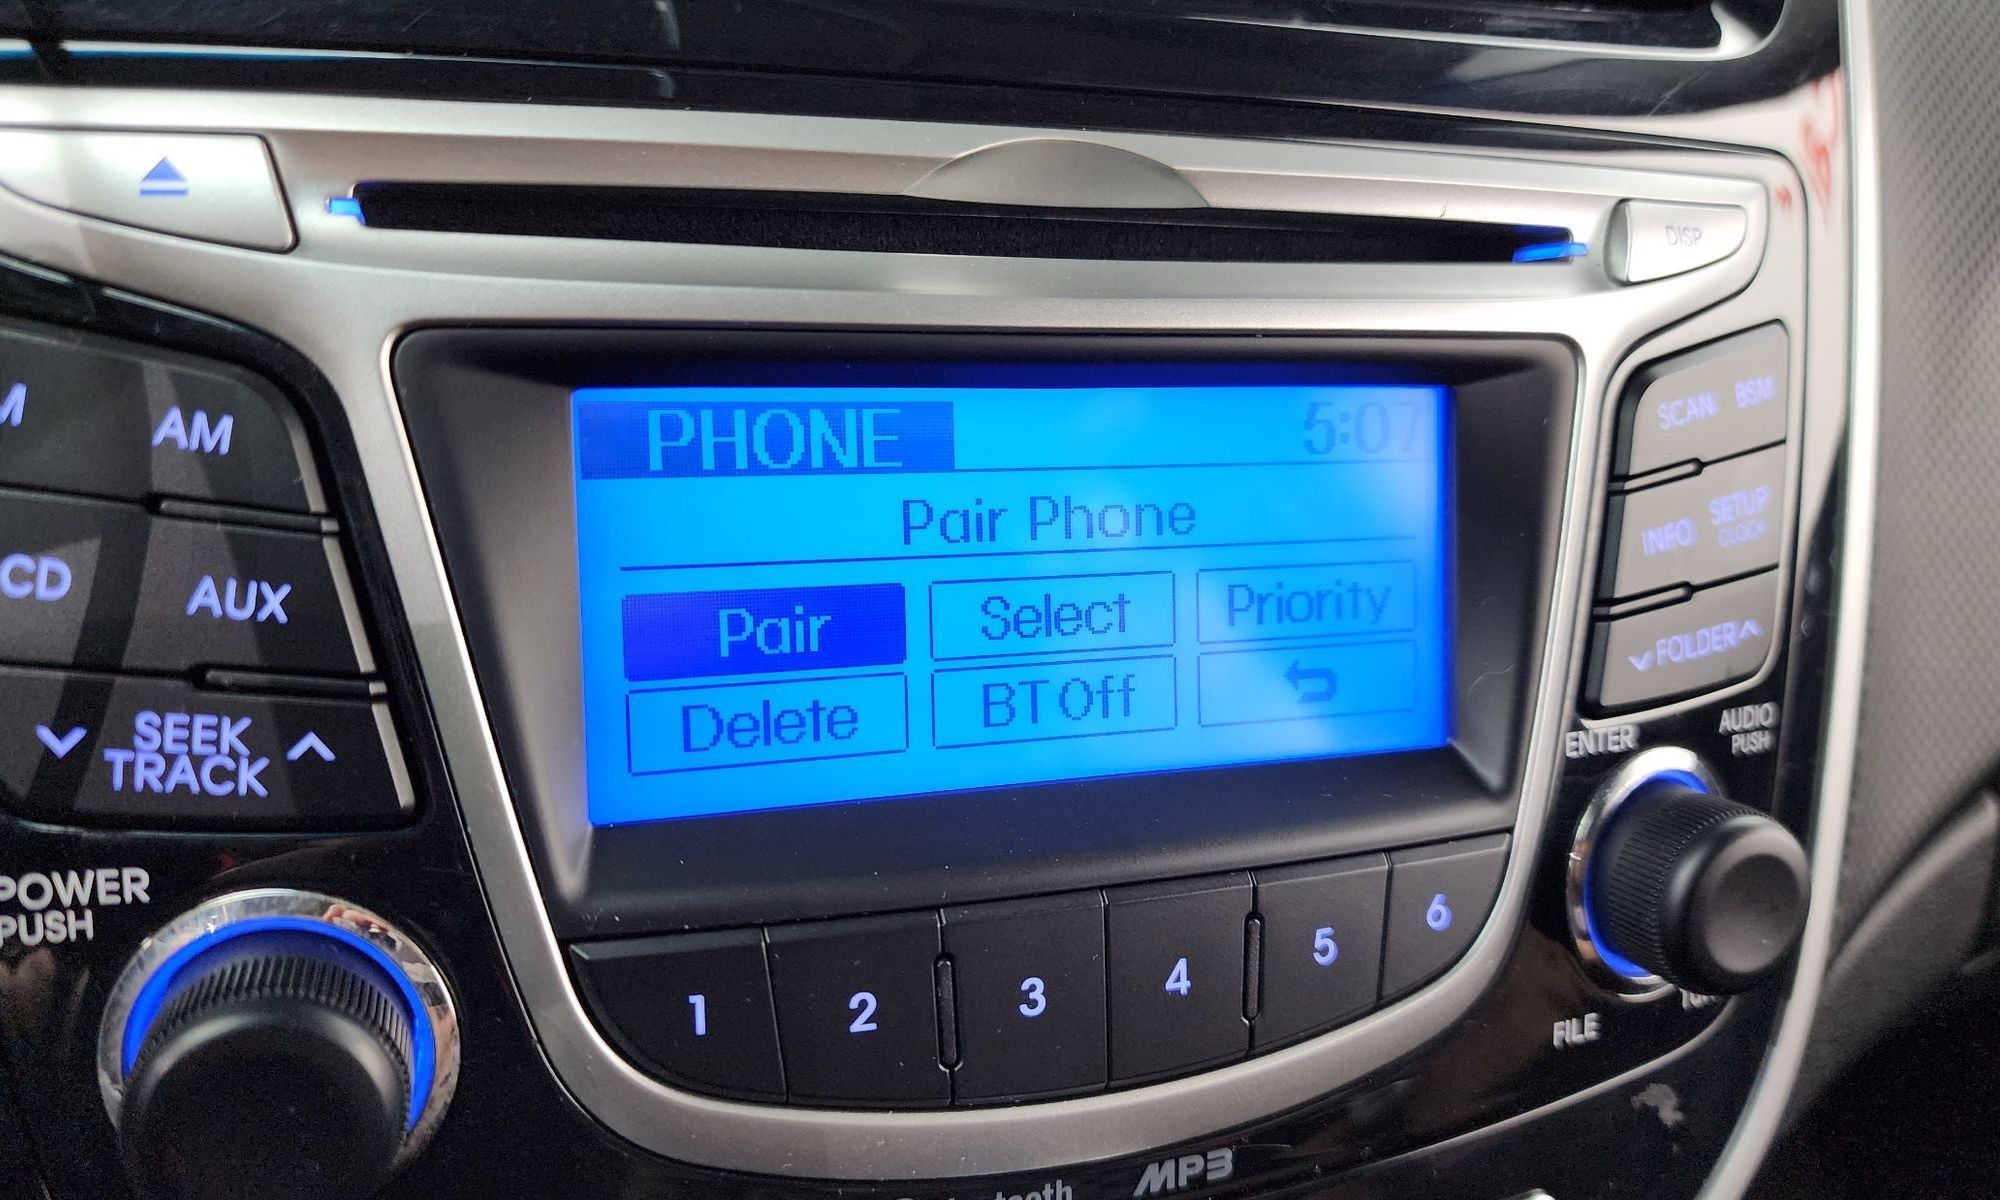 DISP
AM
CD
AUX
SEEK
TRACK
POWER
PUSH
PHONE 5:07
Pair Phone
Pair Select Priority
Delete BT Off
SCAN BSM
INFO SETUP
CLOCK
FOLDER
ENTER
AUDIO
PUSH
1 2 3 4 5 6
FILE
MP3